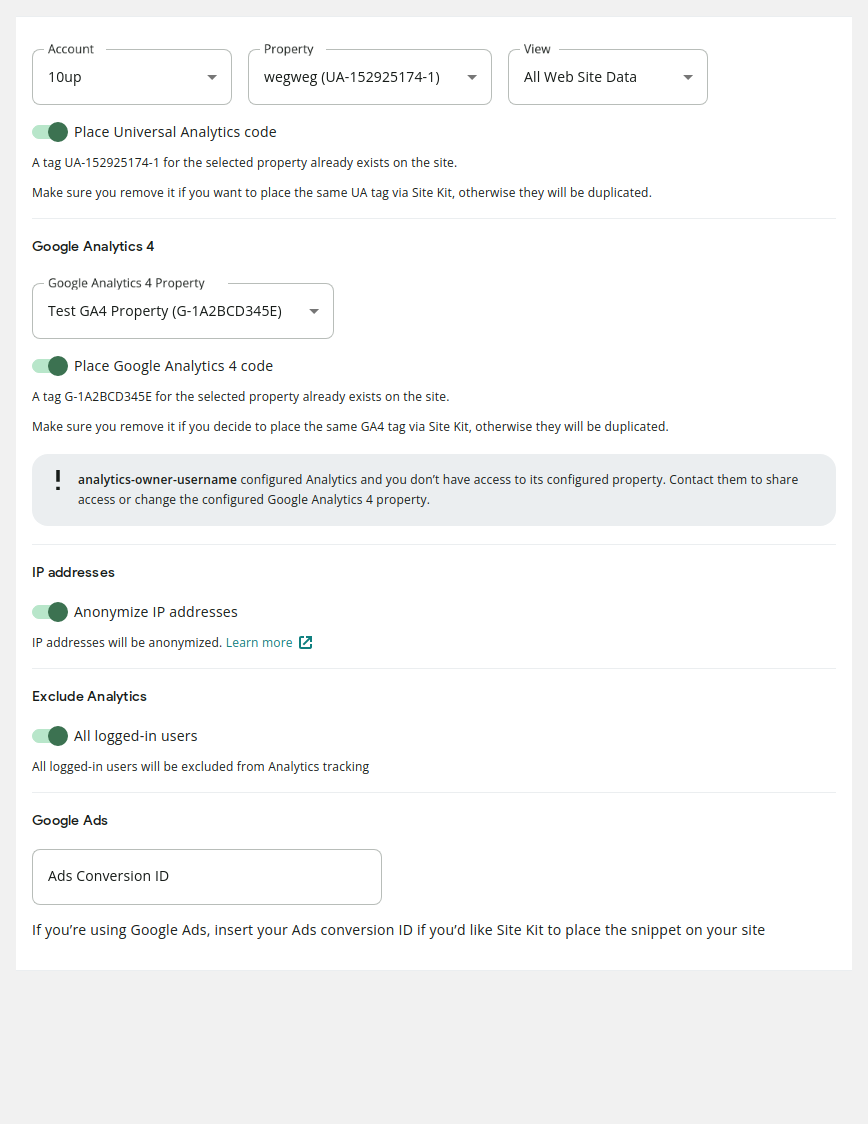 Account
Property
View
10up
wegweg (UA-152925174-1)
All Web Site Data
Place Universal Analytics code
A tag UA-152925174-1 for the selected property already exists on the site.
Make sure you remove it if you want to place the same UA tag via Site Kit, otherwise they will be duplicated.
Google Analytics 4
Google Analytics 4 Property
Test GA4 Property (G-1A2BCD345E)
Place Google Analytics 4 code
A tag G-1A2BCD345E for the selected property already exists on the site.
Make sure you remove it if you decide to place the same GA4 tag via Site Kit, otherwise they will be duplicated.
analytics-owner-username configured Analytics and you don’t have access to its configured property. Contact them to share
access or change the configured Google Analytics 4 property.
IP addresses
Anonymize IP addresses
IP addresses will be anonymized. Learn more
Exclude Analytics
All logged-in users
All logged-in users will be excluded from Analytics tracking
Google Ads
Ads Conversion ID
If you’re using Google Ads, insert your Ads conversion ID if you’d like Site Kit to place the snippet on your site